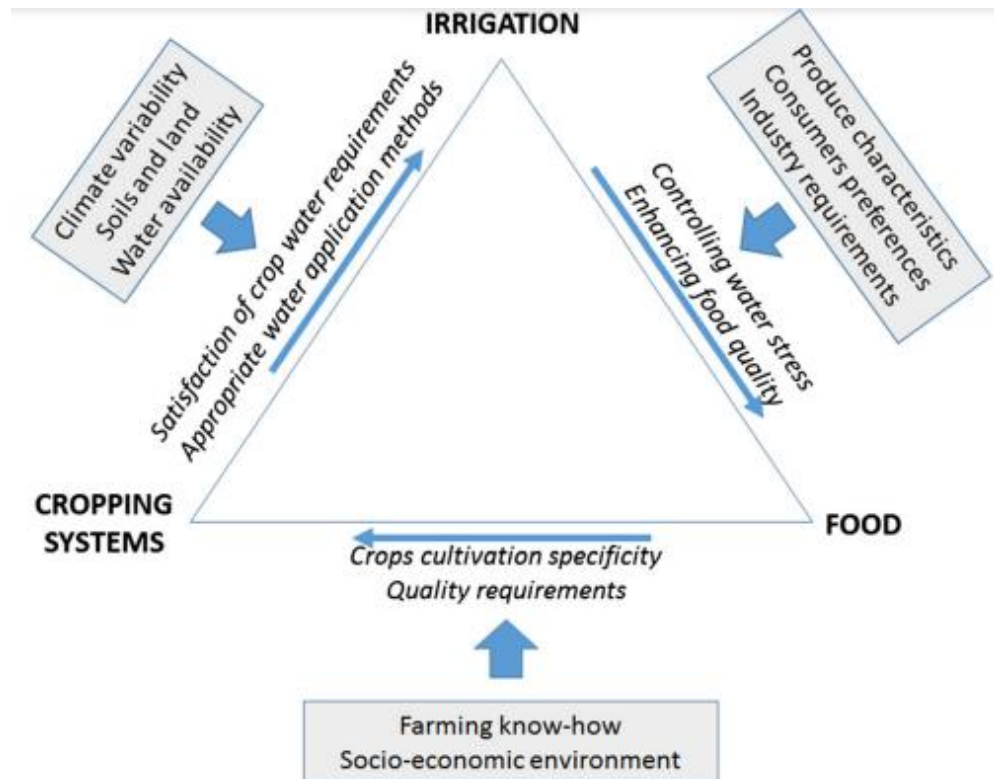 IRRIGATION
Climate variability
Soils and land
Water availability
Satisfaction of crop water requirements
Appropriate water application methods
Produce characteristics
Consumers preferences
Industry requirements
Controlling water stress
Enhancing food quality
CROPPING
SYSTEMS
FOOD
Crops cultivation specificity
Quality requirements
Farming know-how
Socio-economic environment